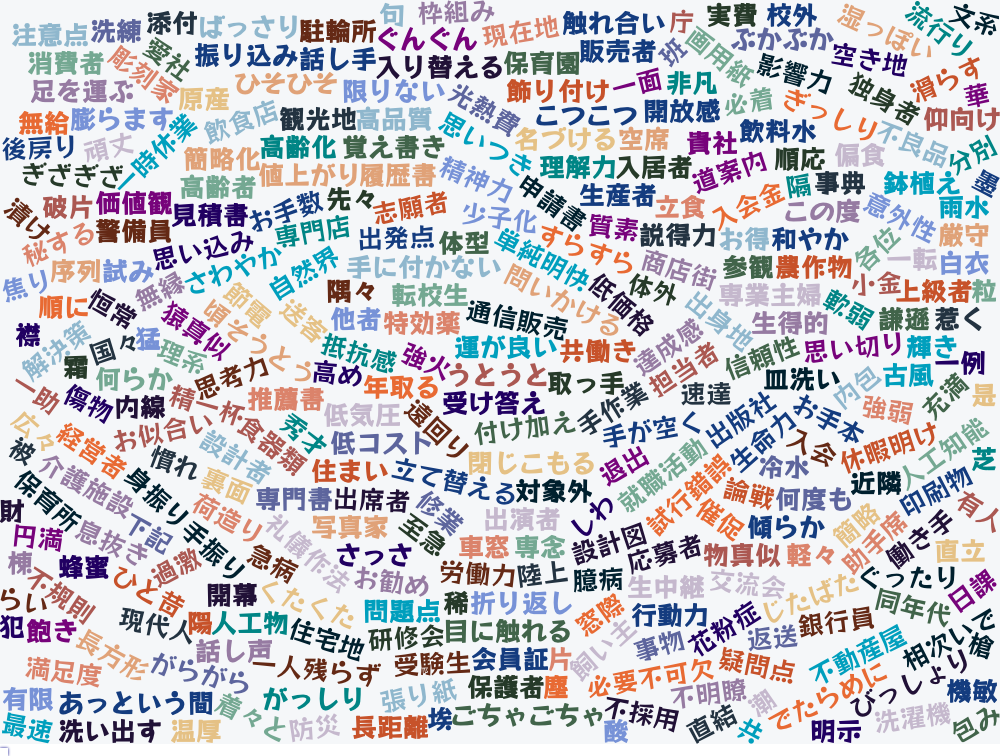 注意点
洗練
添付
ばっさり
駐輪所
句
枠組み
現在地
触れ合い
庁
実費
校外
湿っぽい
流行り
文系
消費者
彫刻家
愛社
振り込み
話し手
ぐんぐん
入り替える
保育園
販売者
班
画用紙
ぶかぶか
影響力
空き地
独身者
滑らす
華
足を運ぶ
原産
ひそひそ
限りない
光熱費
飾り付け
一面
非凡
必着
ぎっしり
仰向け
無給
膨らます
一時休業
飲食店
観光地
高品質
思いつき
こつこつ
開放感
名づける
空席
貴社
飲料水
不良品
分別
後戻り
頑丈
簡略化
高齢化
覚え書き
理解力
入居者
道案内
順応
偏食
ぎざぎざ
高齢者
値上がり
履歴書
精神力
申請書
生産者
隔
事典
鉢植え
墨
漬け
破片
価値観
見積書
お手数
先々
志願者
少子化
質素
立食
入会金
この度
意外性
雨水
秘する
警備員
思い込み
専門店
出発点
体型
単純明快
すらすら
説得力
お得
和やか
各位
厳守
焦り
序列
試み
無縁
さわやか
自然界
手に付かない
問いかける
低価格
体外
商店街
参観
農作物
一転
白衣
順に
恒常
猿真似
節電
送客
隅々
転校生
出身地
専業主婦
軟弱
小金
上級者
粒
襟
解決策
国々
猛
理系
損そうとう
他者
特効薬
通信販売
達成感
生得的
謙遜
惹く
霜
何らか
思考力
抵抗感
強火
運が良い
共働き
担当者
信頼性
思い切り
輝き
一例
一助
傷物
内線
精一杯
推薦書
高め
年取る
うとうと
取っ手
手作業
速達
皿洗い
内包
古風
充満
是
広々
経営者
お似合い
食器類
秀才
低気圧
遠回り
受け答え
付け加え
手が空く
出版社
お手本
強弱
被
介護施設
身振り手振り
慣れ
設計者
裏面
住まい
低コスト
立て替える
閉じこもる
対象外
退出
就職活動
試行錯誤
生命力
入会
冷水
休暇明け
人工知能
芝
保育所
息抜き
下記
荷造り
専門書
出席者
修業
出演者
しわ
論戦
何度も
近隣
印刷物
有人
財
円満
礼儀作法
写真家
至急
車窓
専念
設計図
催促
傾らか
簡略
助手席
働き手
直立
棟
不規則
蜂蜜
ひと昔
過激
急病
さっさ
お勧め
労働力
陸上
臆病
応募者
物真似
軽々
ぐったり
日課
らい
開幕
くたくた
問題点
稀
折り返し
窓際
生中継
交流会
じたばた
同年代
犯
飽き
現代人
陽
人工物
住宅地
研修会
目に触れる
飼い主
行動力
事物
花粉症
返送
銀行員
相次いで
槍
長方形
話し声
満足度
がらがら
一人残らず
受験生
会員証
片
必要不可欠
疑問点
不動産屋
びっしょり
機敏
有限
あっという間
着々と
がっしり
張り紙
保護者
塵
不明瞭
潮
でたらめに
最速
洗い出す
温厚
防災
長距離
埃
ごちゃごちゃ
酸
不採用
直結
共
明示
洗濯機
包み